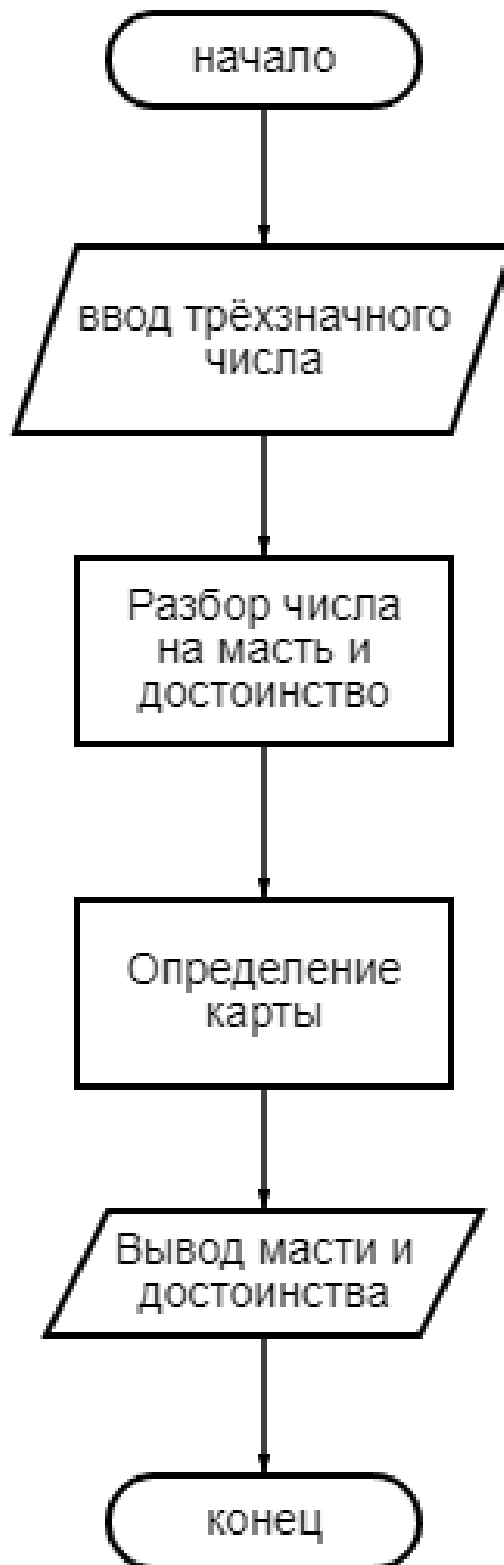 начало
ввод трёхзначного
числа
Разбор числа
на масть и
достоинство
Определение
карты
Вывод масти и
достоинства
конец